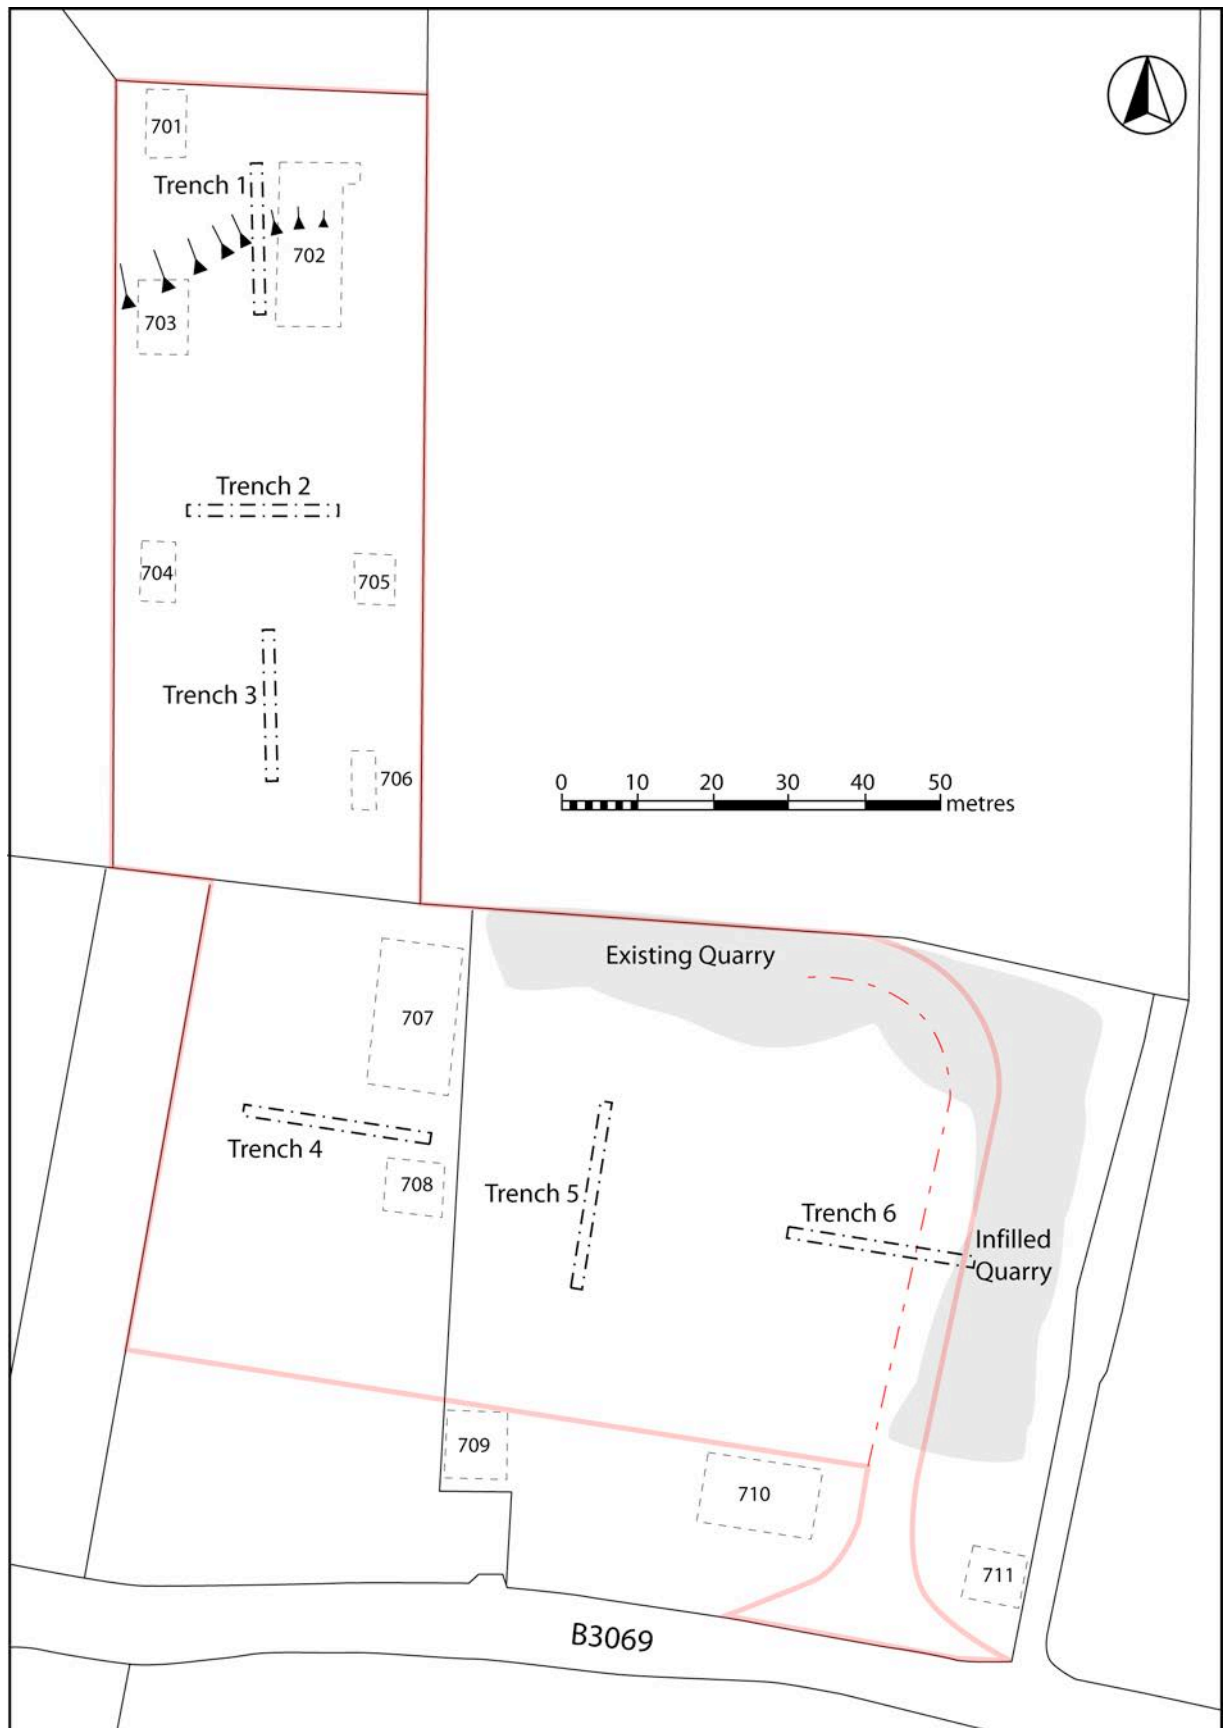 701
Trench 1
702
703
Trench 2
704
705
Trench 3
706
0 10 20 30 40 50
metres
Existing Quarry
707
Trench 4
708
Trench 5
Trench 6
Infilled
Quarry
709
710
711
B3069